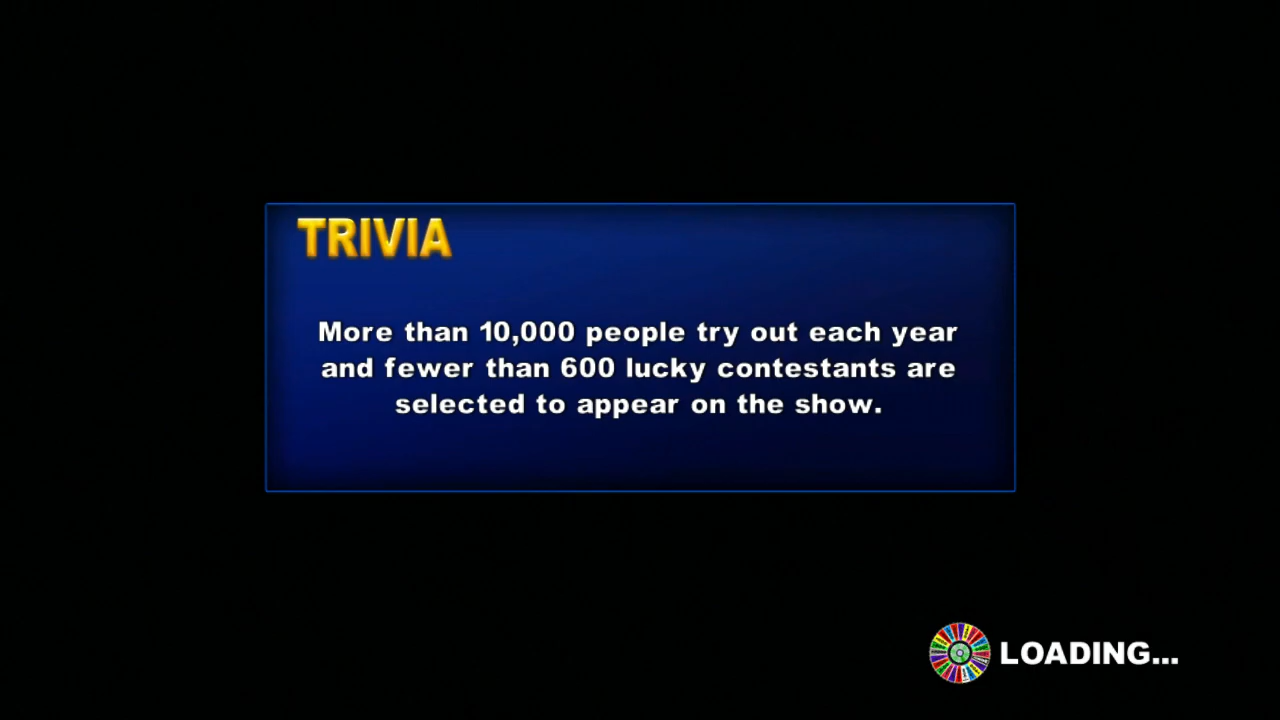 TRIVIA
More than 10,000 people try out each year
and fewer than 600 lucky contestants are
selected to appear on the show.
LOADING...